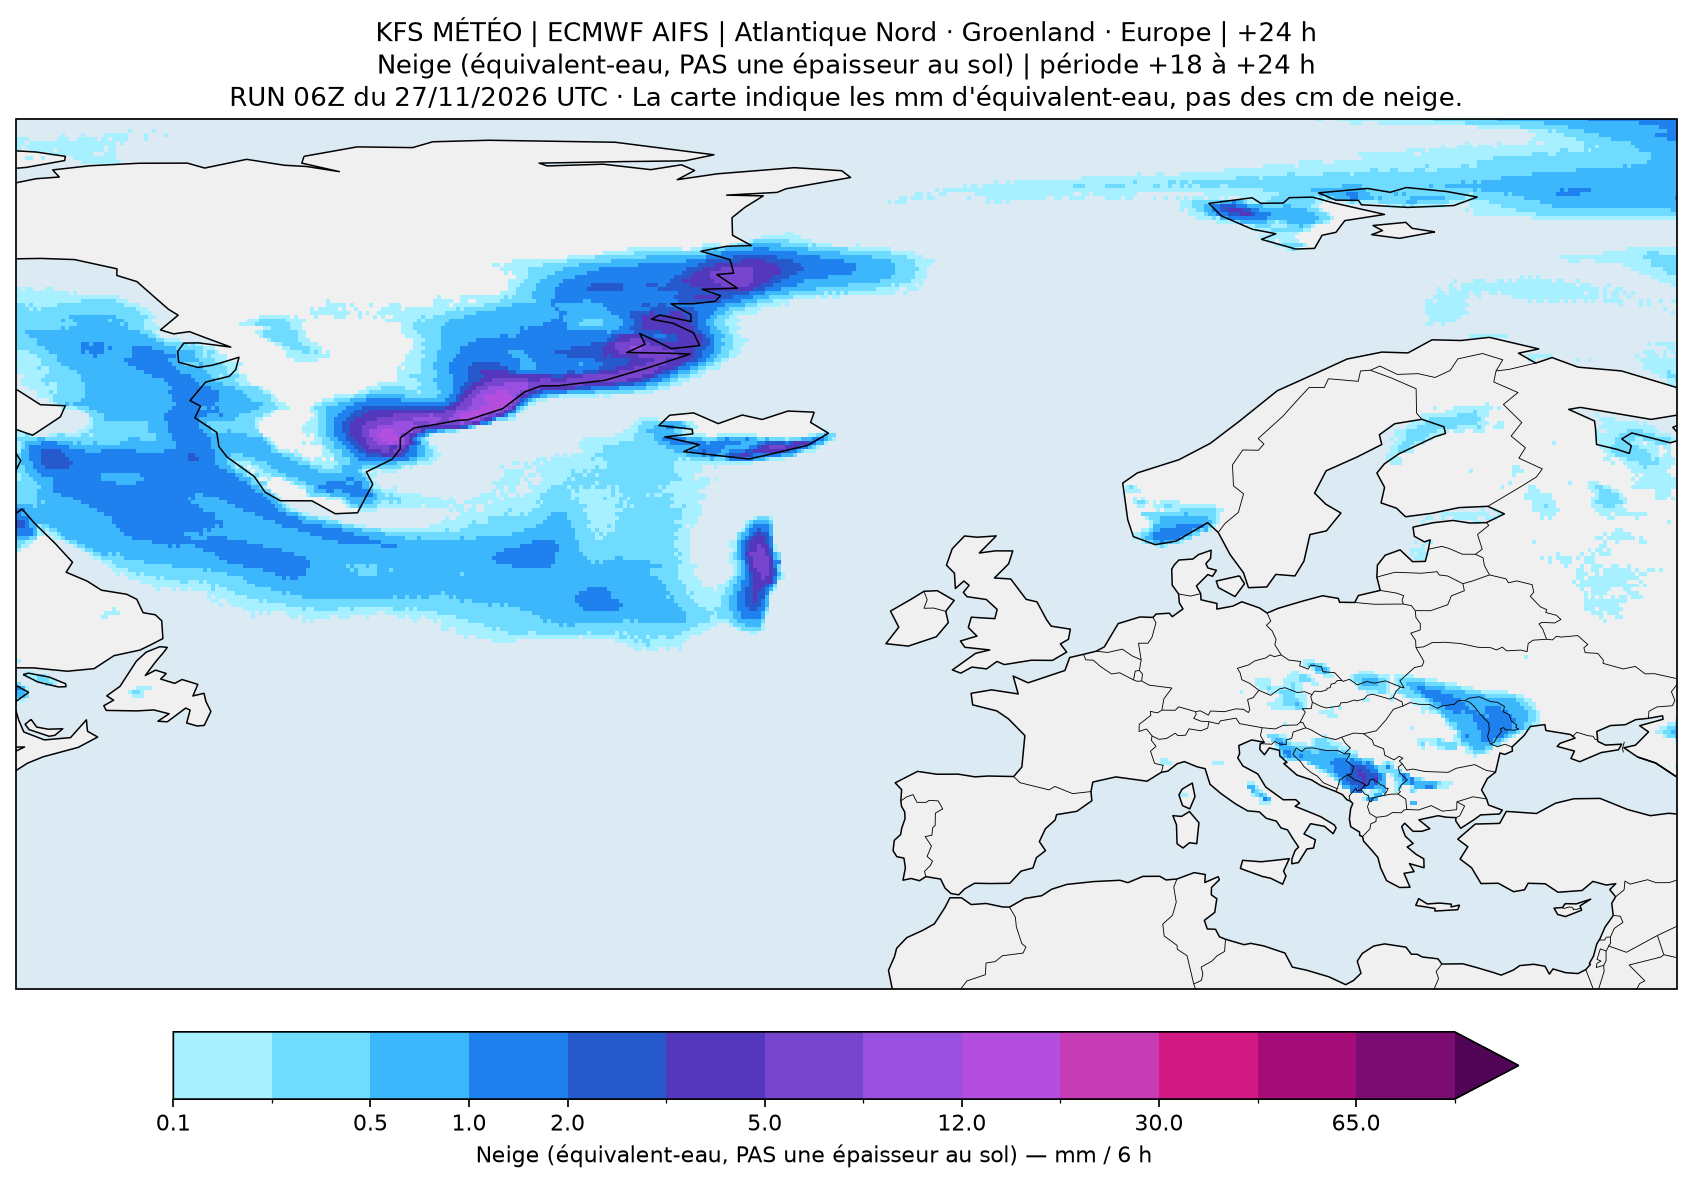 KFS MÉTÉO | ECMWF AIFS | Atlantique Nord · Groenland · Europe | +24 h
Neige (équivalent-eau, PAS une épaisseur au sol) | période +18 à +24 h
RUN 06Z du 27/11/2026 UTC · La carte indique les mm d'équivalent-eau, pas des cm de neige.
0.1 0.5 1.0 2.0 5.0 12.0 30.0 65.0
Neige (équivalent-eau, PAS une épaisseur au sol) — mm / 6 h